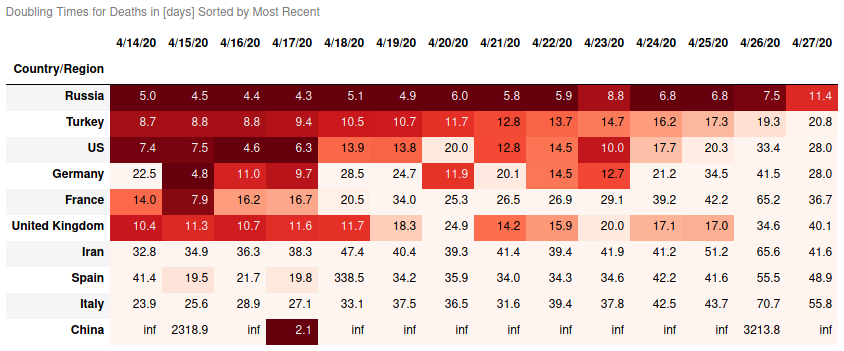 Doubling Times for Deaths in [days] Sorted by Most Recent
4/14/20 4/15/20 4/16/20 4/17/20 4/18/20 4/19/20 4/20/20 4/21/20 4/22/20 4/23/20 4/24/20 4/25/20 4/26/20 4/27/20
Country/Region
Russia 5.0 4.5 4.4 4.3 5.1 4.9 6.0 5.8 5.9 8.8 6.8 6.8 7.5 11.4
Turkey 8.7 8.8 8.8 9.4 10.5 10.7 11.7 12.8 13.7 14.7 16.2 17.3 19.3 20.8
US 7.4 7.5 4.6 6.3 13.9 13.8 20.0 12.8 14.5 10.0 17.7 20.3 33.4 28.0
Germany 22.5 4.8 11.0 9.7 28.5 24.7 11.9 20.1 14.5 12.7 21.2 34.5 41.5 28.0
France 14.0 7.9 16.2 16.7 20.5 34.0 25.3 26.5 26.9 29.1 39.2 42.2 65.2 36.7
United Kingdom 10.4 11.3 10.7 11.6 11.7 18.3 24.9 14.2 15.9 20.0 17.1 17.0 34.6 40.1
Iran 32.8 34.9 36.3 38.3 47.4 40.4 39.3 41.4 39.4 41.9 41.2 51.2 65.6 41.6
Spain 41.4 19.5 21.7 19.8 338.5 34.2 35.9 34.0 34.3 34.6 42.2 41.6 55.5 48.9
Italy 23.9 25.6 28.9 27.1 33.1 37.5 36.5 31.6 39.4 37.8 42.5 43.7 70.7 55.8
China inf 2318.9 inf 2.1 inf inf inf inf inf inf inf inf 3213.8 inf